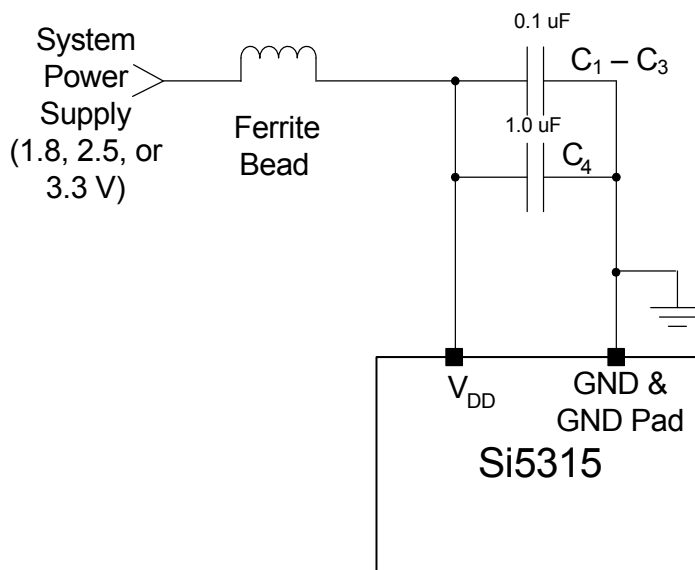 System
Power
Supply
(1.8, 2.5, or
3.3 V)
Ferrite
Bead
0.1 uF
C1 – C3
1.0 uF
C4
VDD
GND &
GND Pad
Si5315